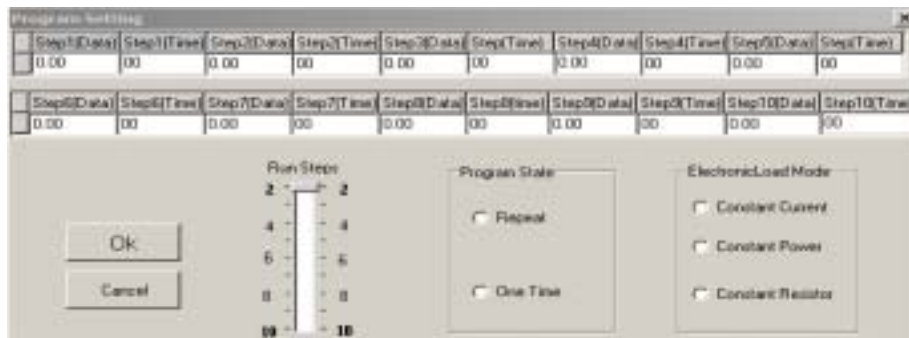 Program Setting
Step1(Data) Step1(Time) Step2(Data) Step2(Time) Step3(Data) Step(Time) Step4(Data) Step4(Time) Step5(Data) Step(Time)
0.00 00 0.00 00 0.00 00 0.00 00 0.00 00
Step6(Data) Step6(Time) Step7(Data) Step7(Time) Step8(Data) Step8(time) Step9(Data) Step9(Time) Step10(Data) Step10(Time
0.00 00 0.00 00 0.00 00 0.00 00 0.00 00
Run Steps
Program State
ElectronicLoad Mode
2 2
Constant Current
Repeat
4 4
Ok
Constant Power
6 6
Cancel
8 8
One Time
Constant Resistor
10 10